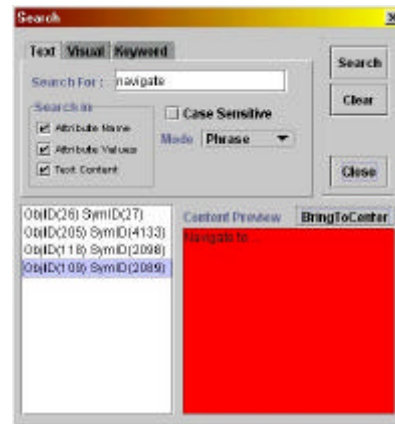 Search
Text Visual Keyword
Search
Search For : navigate
Clear
Search In
Case Sensitive
Attribute Name
Mode Phrase
Attribute Values
Text Content
Close
ObjID(26) SymID(27)
Content Preview BringToCenter
ObjID(205) SymID(4133)
Navigate to ...
ObjID(118) SymID(2098)
ObjID(109) SymID(2089)